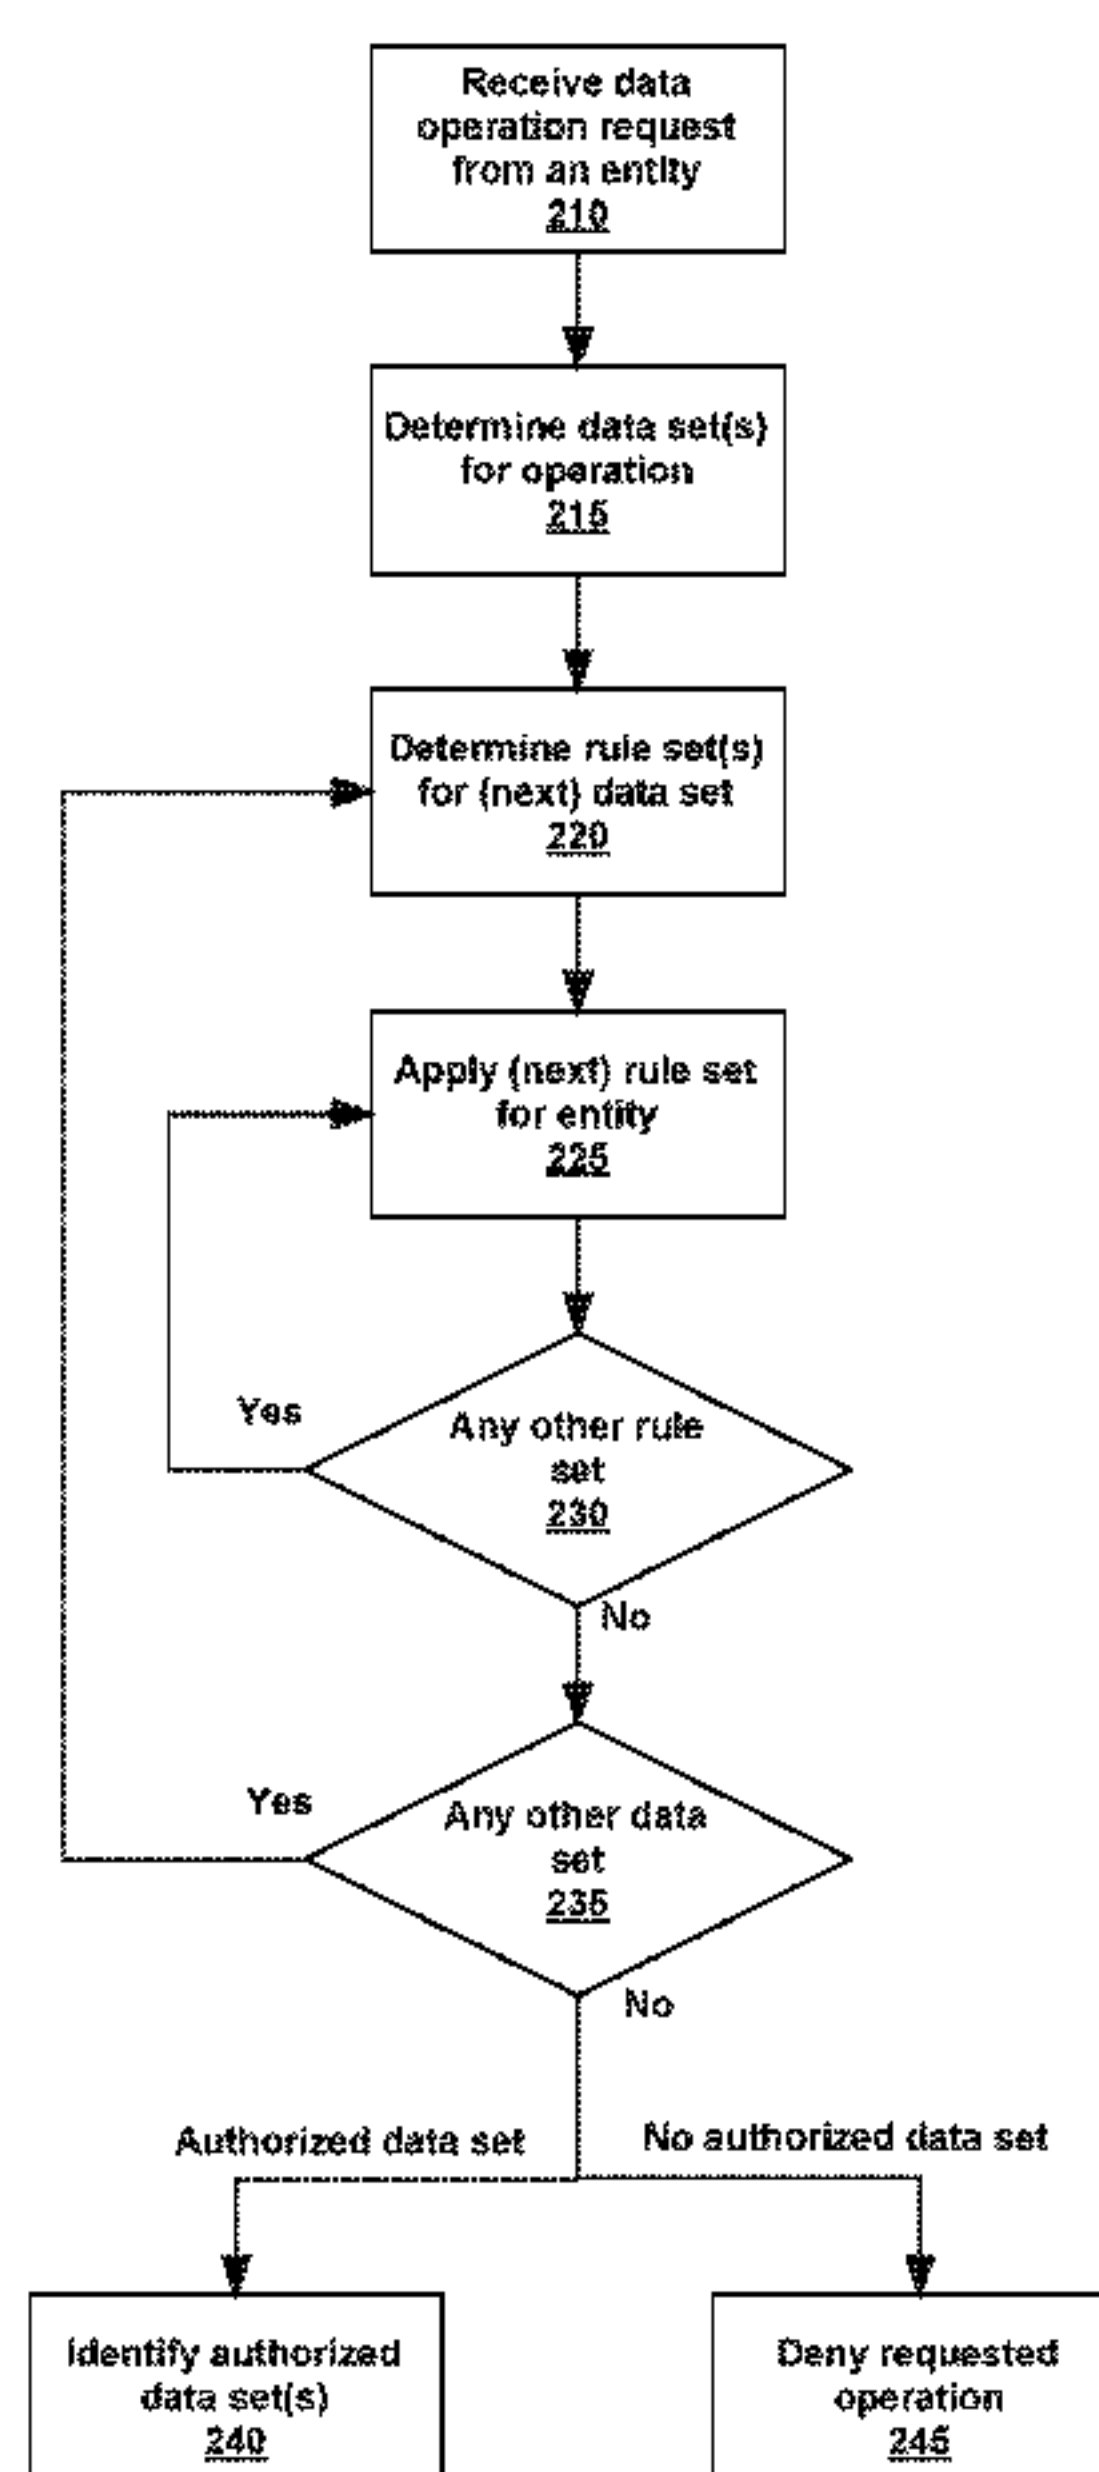 Receive data
operation request
from an entity
210
Determine data set(s)
for operation
215
Determine rule set(s)
for (next) data set
220
Apply (next) rule set
for entity
225
Yes
Any other rule
set
230
No
Yes
Any other data
set
235
No
Authorized data set
No authorized data set
Identify authorized
data set(s)
240
Deny requested
operation
245